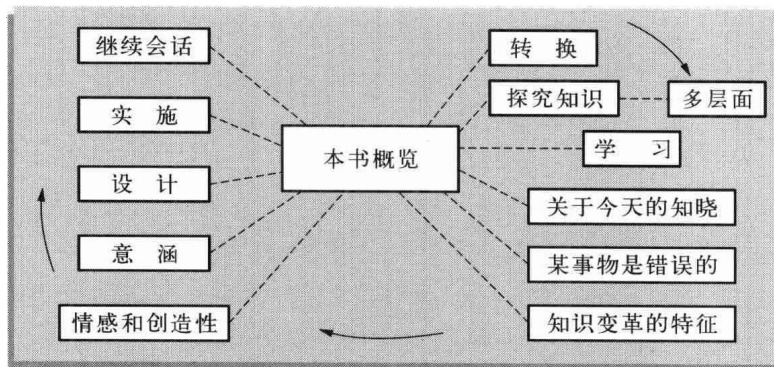 继续会话
转 换
探究知识
多层面
实 施
本书概览
学 习
设 计
关于今天的知晓
意 涵
某事物是错误的
情感和创造性
知识变革的特征